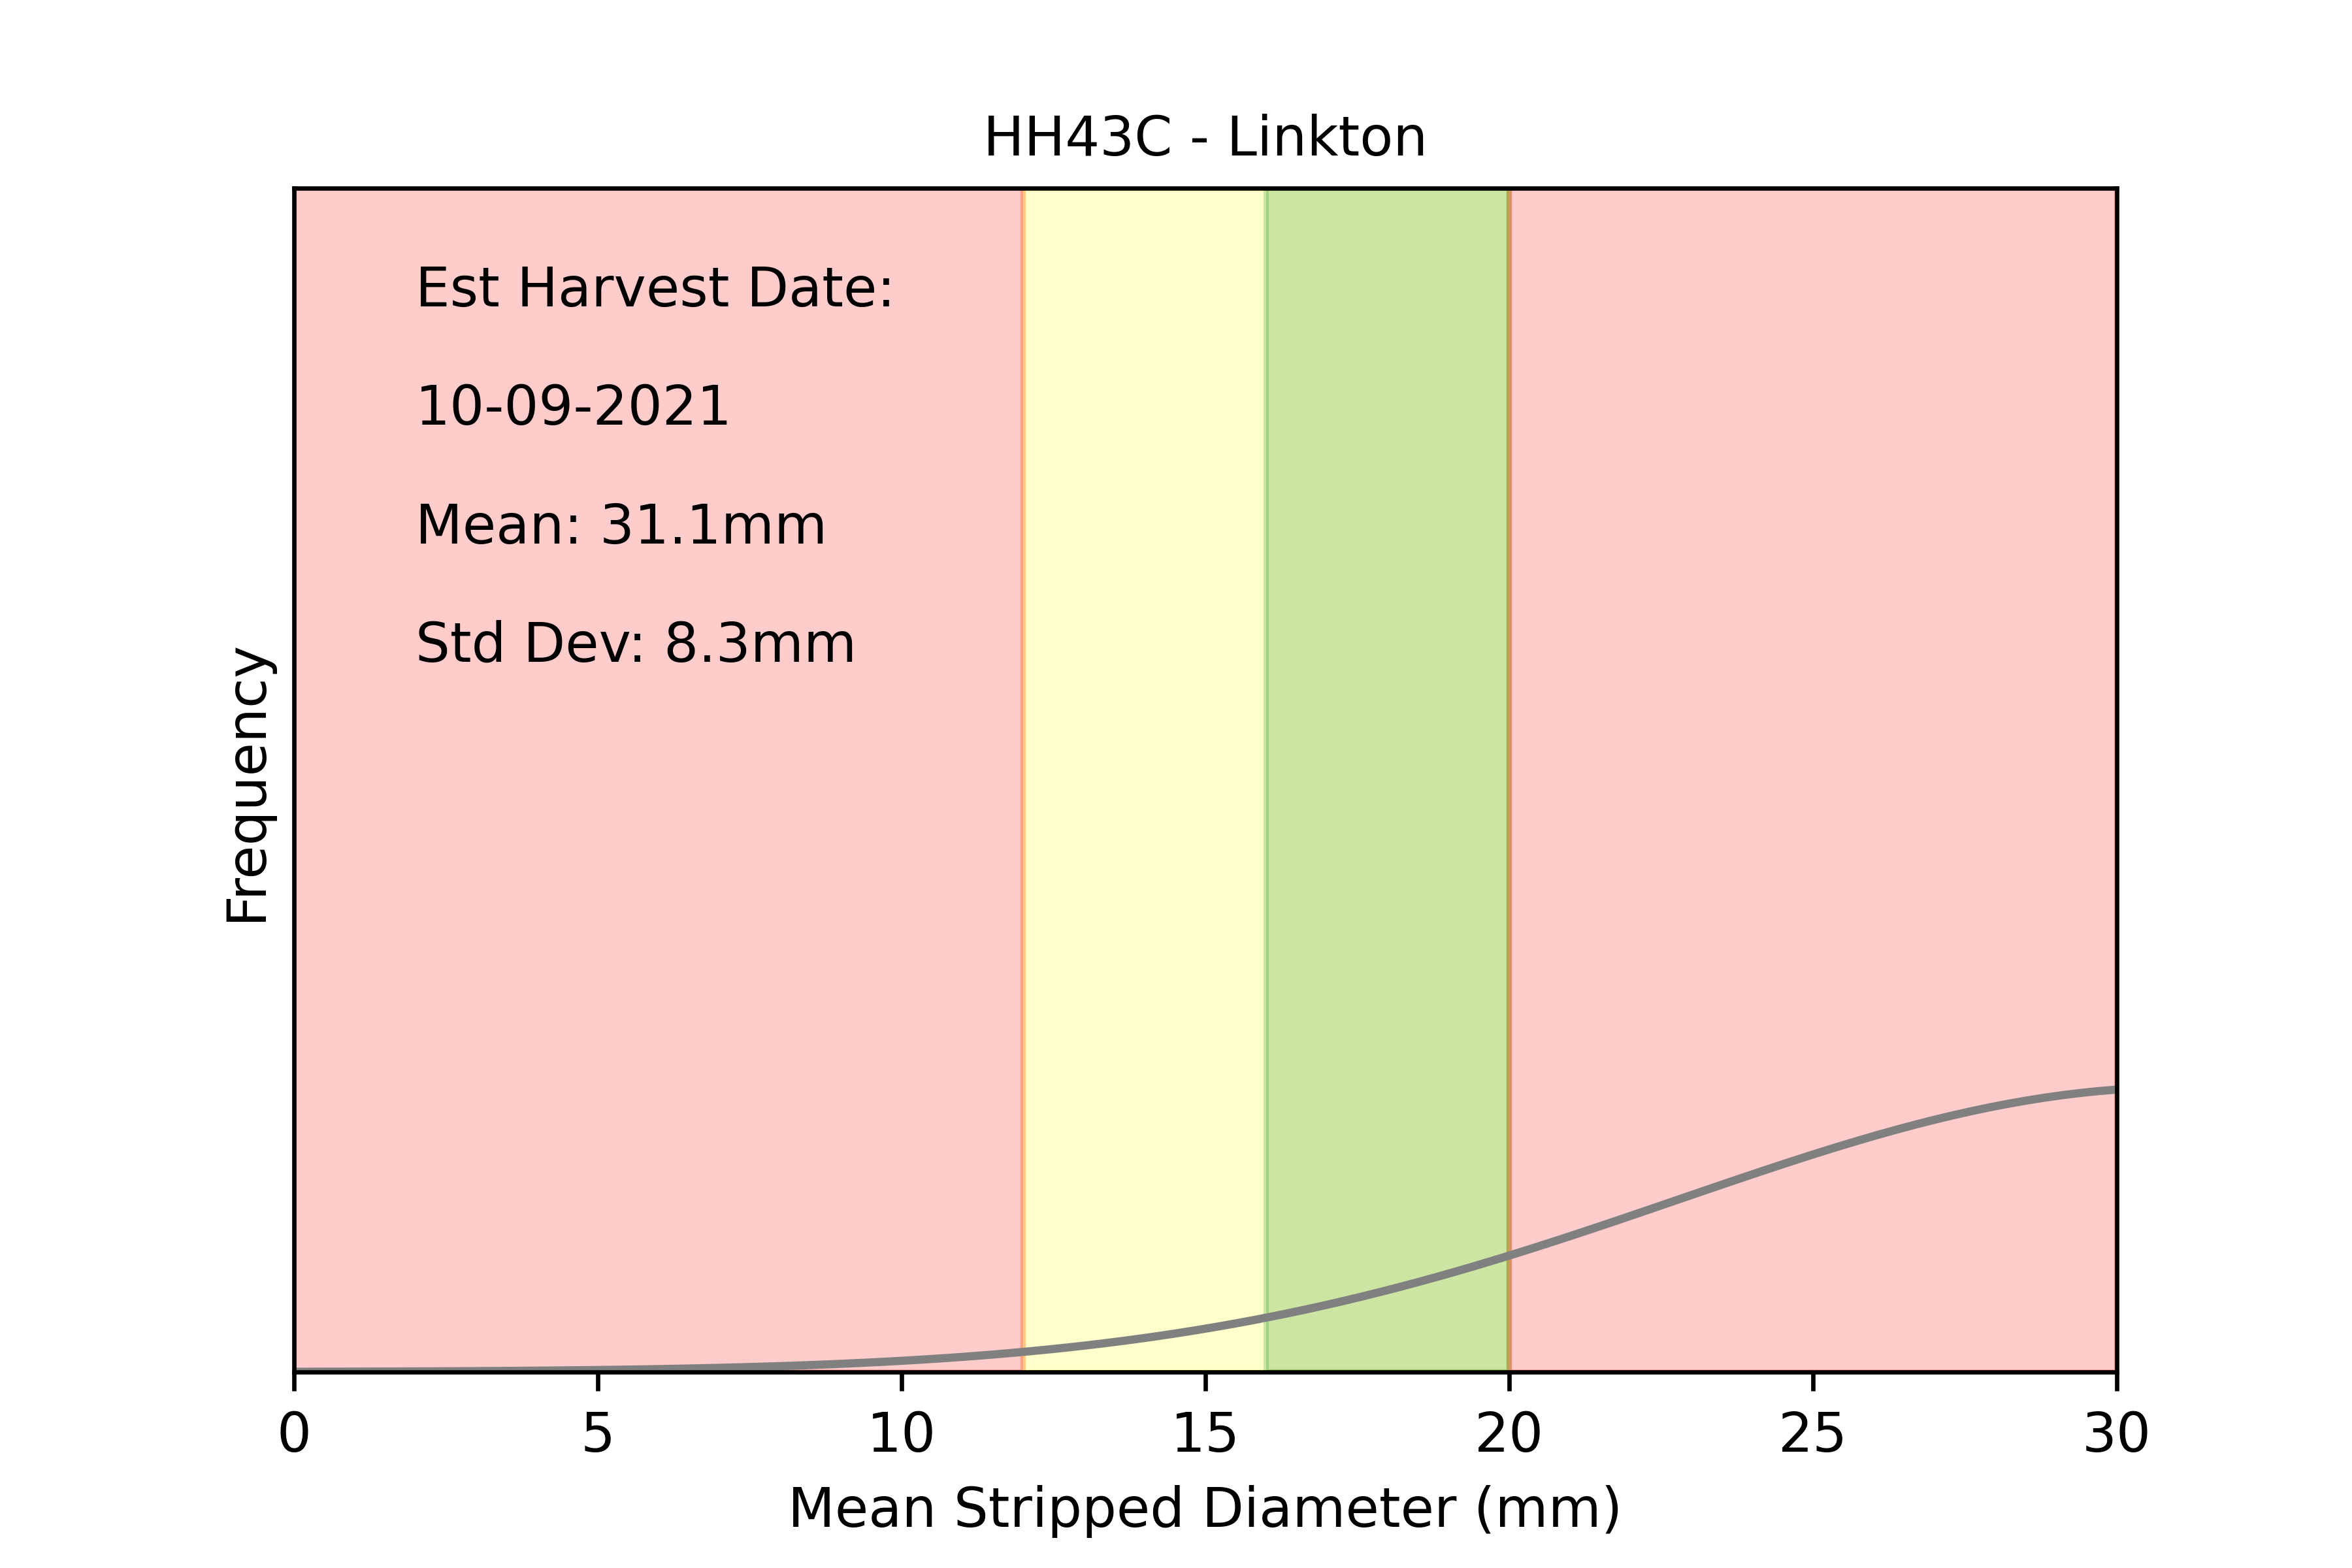 HH43C - Linkton
Est Harvest Date:
10-09-2021
Mean: 31.1mm
Std Dev: 8.3mm
Frequency
0 5 10 15 20 25 30
Mean Stripped Diameter (mm)